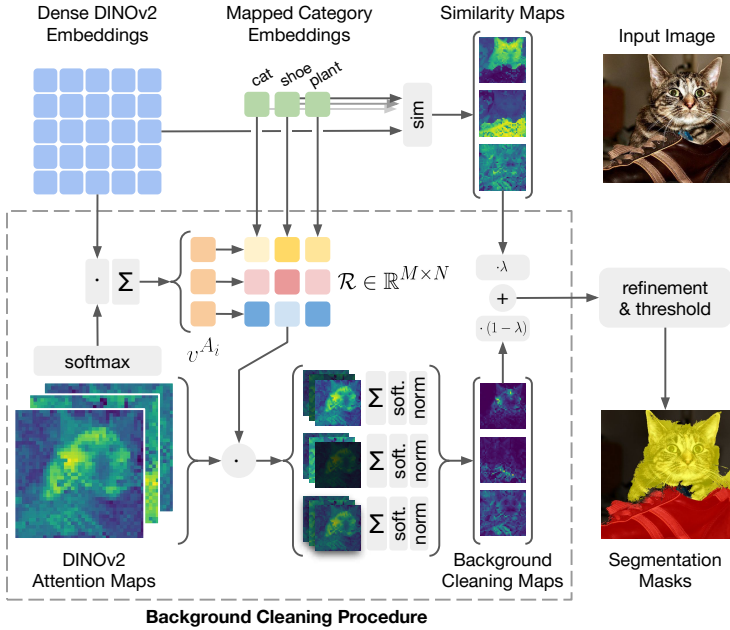 Dense DINOv2
Embeddings
Mapped Category
Embeddings
Similarity Maps
Input Image
cat
shoe
plant
sim
· Σ
softmax
v^{A_i}
ℛ ∈ ℝ^{M×N}
·λ
+
·(1 − λ)
refinement
& threshold
·
Σ soft. norm
Σ soft. norm
Σ soft. norm
DINOv2
Attention Maps
Background
Cleaning Maps
Segmentation
Masks
Background Cleaning Procedure